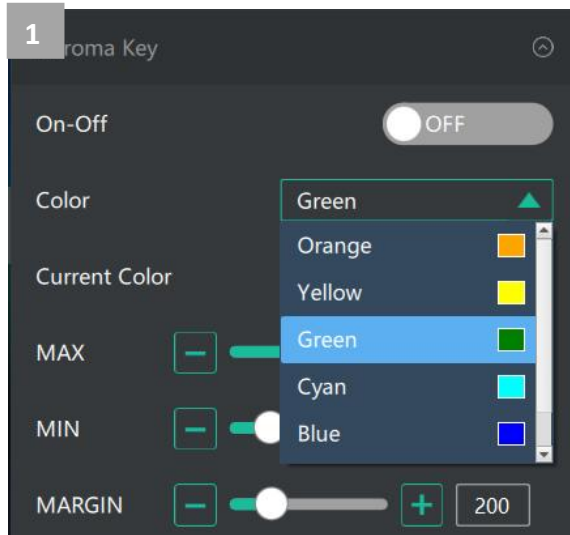 1
roma Key
On-Off OFF
Color Green
Orange
Current Color
Yellow
Green
MAX
Cyan
MIN
Blue
MARGIN 200